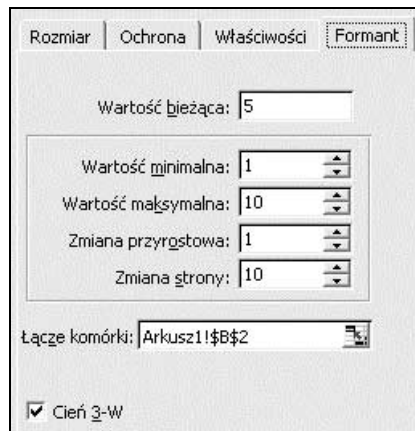 Rozmiar Ochrona Właściwości Formant
Wartość bieżąca: 5
Wartość minimalna: 1
Wartość maksymalna: 10
Zmiana przyrostowa: 1
Zmiana strony: 10
Łącze komórki: Arkusz1!$B$2
Cień 3-W